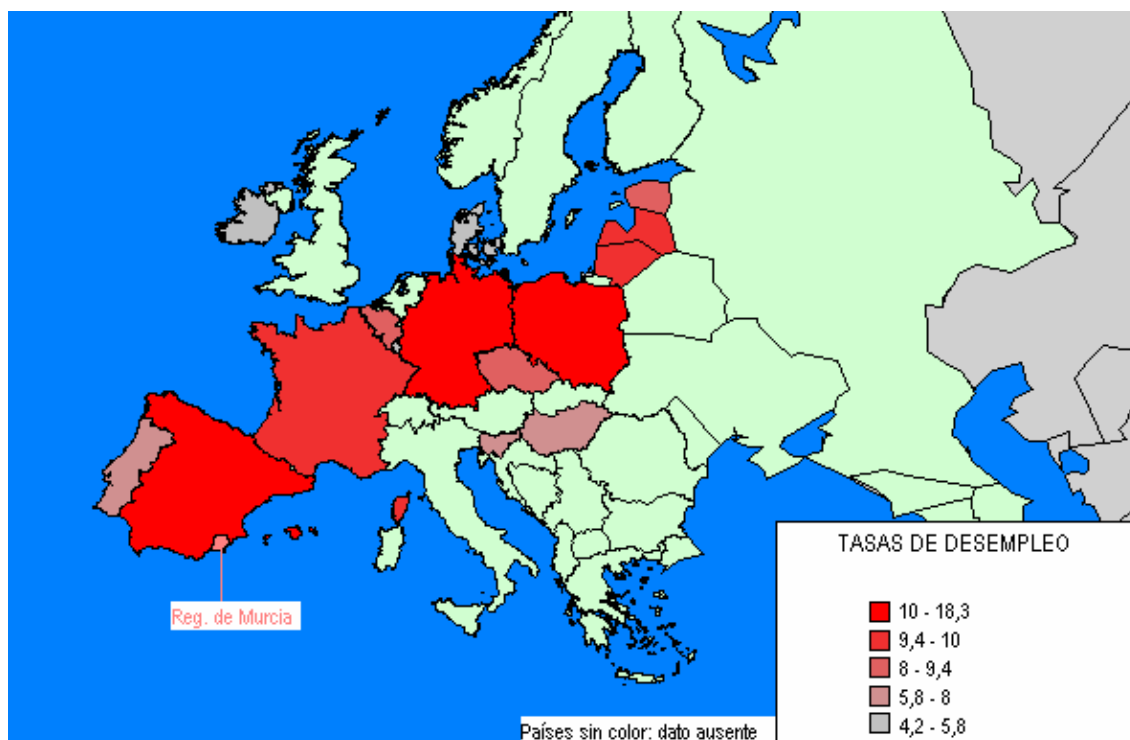 Reg. de Murcia
TASAS DE DESEMPLEO
10 - 18,3
9,4 - 10
8 - 9,4
5,8 - 8
4,2 - 5,8
Países sin color: dato ausente